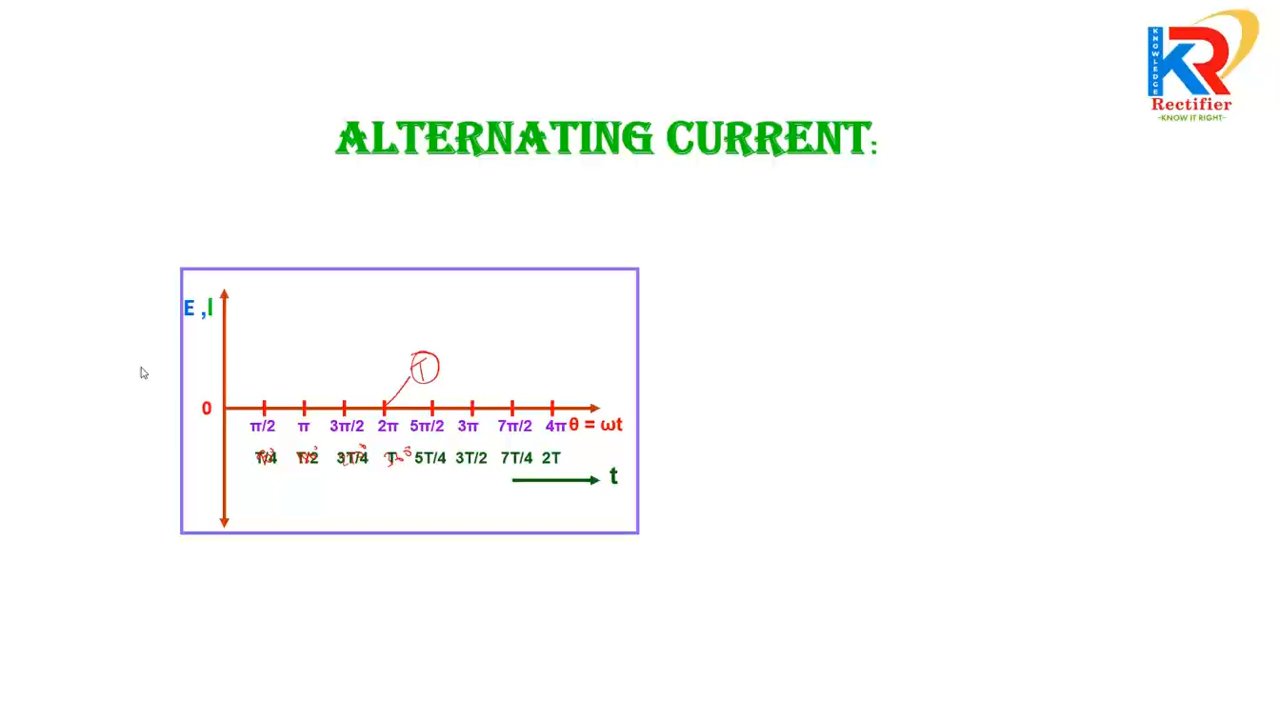 KNOWLEDGE
KR
Rectifier
-KNOW IT RIGHT-
ALTERNATING CURRENT:
E ,I
T
0
π/2 π 3π/2 2π 5π/2 3π 7π/2 4π θ = ωt
T/4 T/2 3T/4 T 5T/4 3T/2 7T/4 2T
t